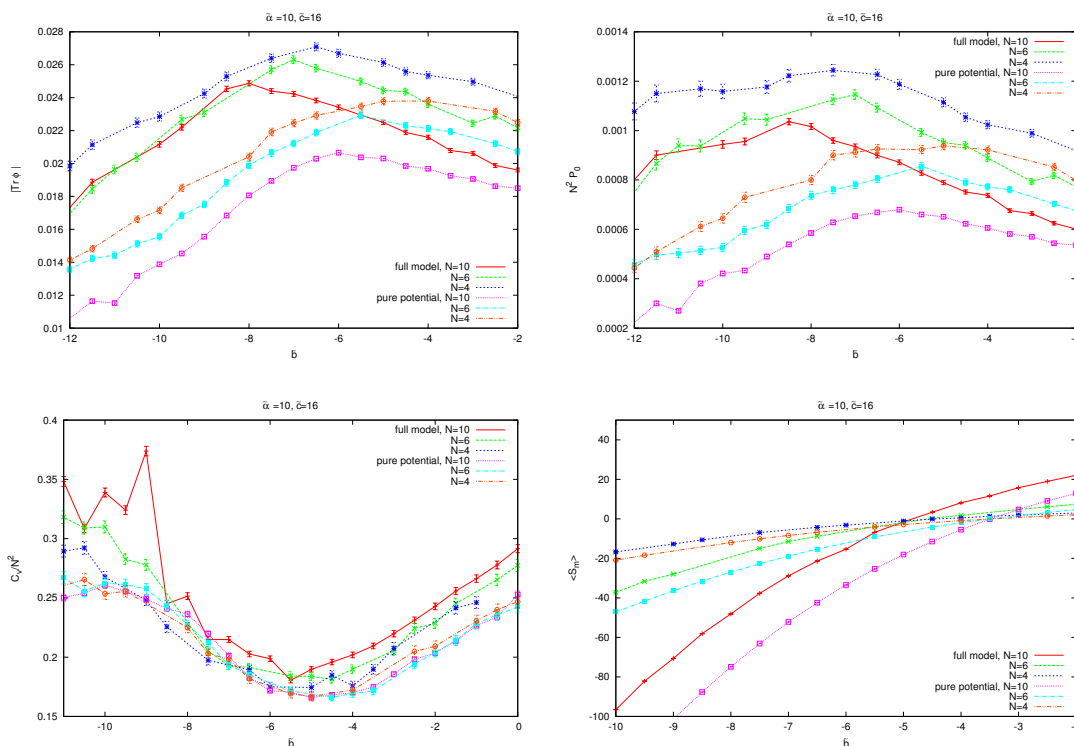 α̃ =10, c̃=16
|Tr ϕ |
0.028
0.026
0.024
0.022
0.02
0.018
0.016
0.014
0.012
0.01
-12
-10
-8
-6
-4
-2
b̃
full model, N=10
N=6
N=4
pure potential, N=10
N=6
N=4
α̃ =10, c̃=16
N² P₀
0.0014
0.0012
0.001
0.0008
0.0006
0.0004
0.0002
-12
-10
-8
-6
-4
b̃
full model, N=10
N=6
N=4
pure potential, N=10
N=6
N=4
α̃ =10, c̃=16
Cᵥ/N²
0.4
0.35
0.3
0.25
0.2
0.15
-10
-8
-6
-4
-2
0
b̃
full model, N=10
N=6
N=4
pure potential, N=10
N=6
N=4
α̃ =10, c̃=16
<Sₘ>
40
20
0
-20
-40
-60
-80
-100
-10
-9
-8
-7
-6
-5
-4
-3
b̃
full model, N=10
N=6
N=4
pure potential, N=10
N=6
N=4